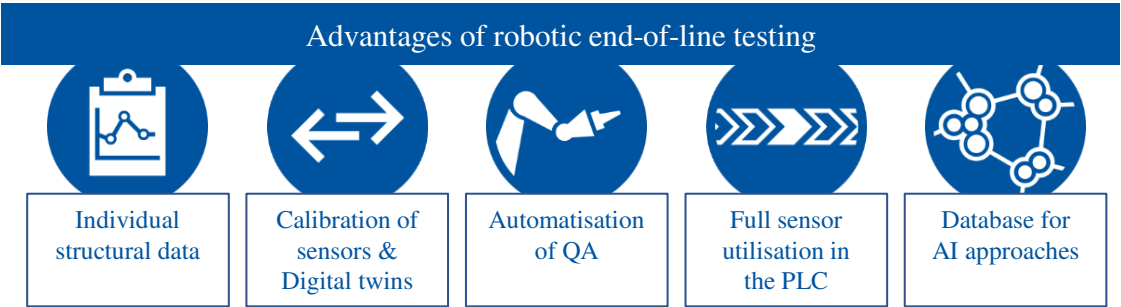 Advantages of robotic end-of-line testing
Individual
structural data
Calibration of
sensors &
Digital twins
Automatisation
of QA
Full sensor
utilisation in
the PLC
Database for
AI approaches